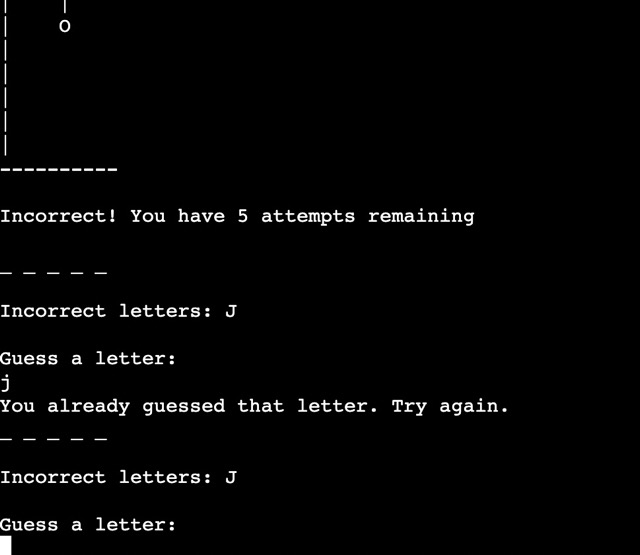 |    |
|    O
|
|
|
|
|
----------
Incorrect! You have 5 attempts remaining
_ _ _ _ _
Incorrect letters: J
Guess a letter:
j
You already guessed that letter. Try again.
_ _ _ _ _
Incorrect letters: J
Guess a letter: